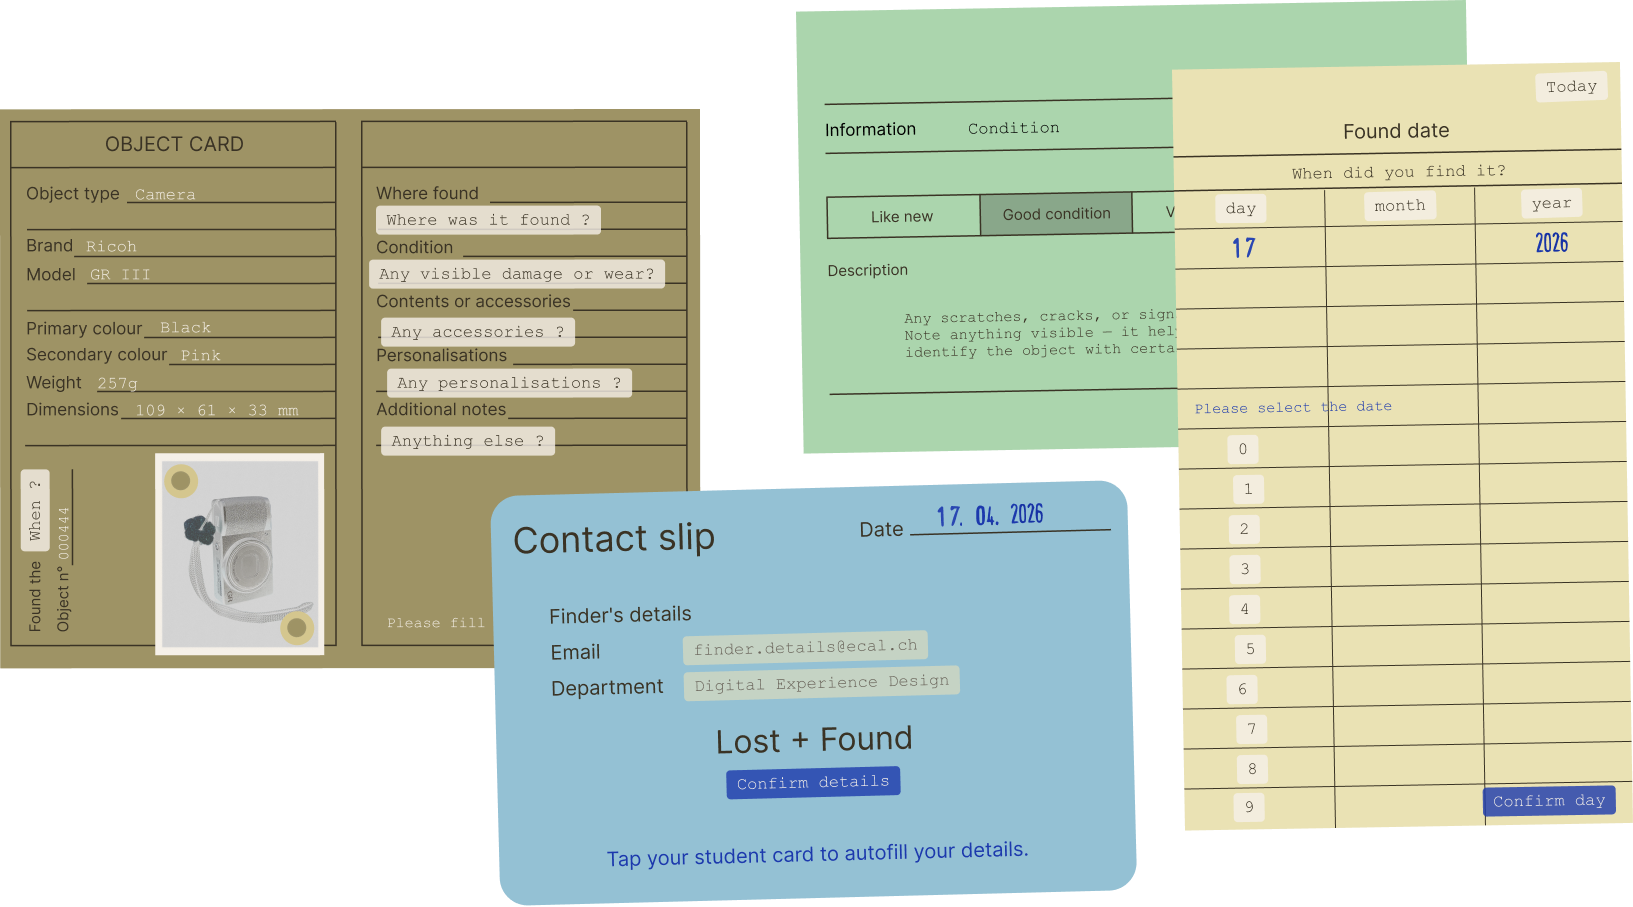 OBJECT CARD
Object type Camera
Brand Ricoh
Model GR III
Primary colour Black
Secondary colour Pink
Weight 257g
Dimensions 109 × 61 × 33 mm
Found the When ?
Object n° 000444
Where found
Where was it found ?
Condition
Any visible damage or wear?
Contents or accessories
Any accessories ?
Personalisations
Any personalisations ?
Additional notes
Anything else ?
Please fill
Information Condition
Like new Good condition V
Description
Any scratches, cracks, or sign
Note anything visible — it hel
identify the object with certa
Today
Found date
When did you find it?
day month year
17 2026
Please select the date
0
1
2
3
4
5
6
7
8
9
Confirm day
Contact slip
Date 17. 04. 2026
Finder's details
Email finder.details@ecal.ch
Department Digital Experience Design
Lost + Found
Confirm details
Tap your student card to autofill your details.